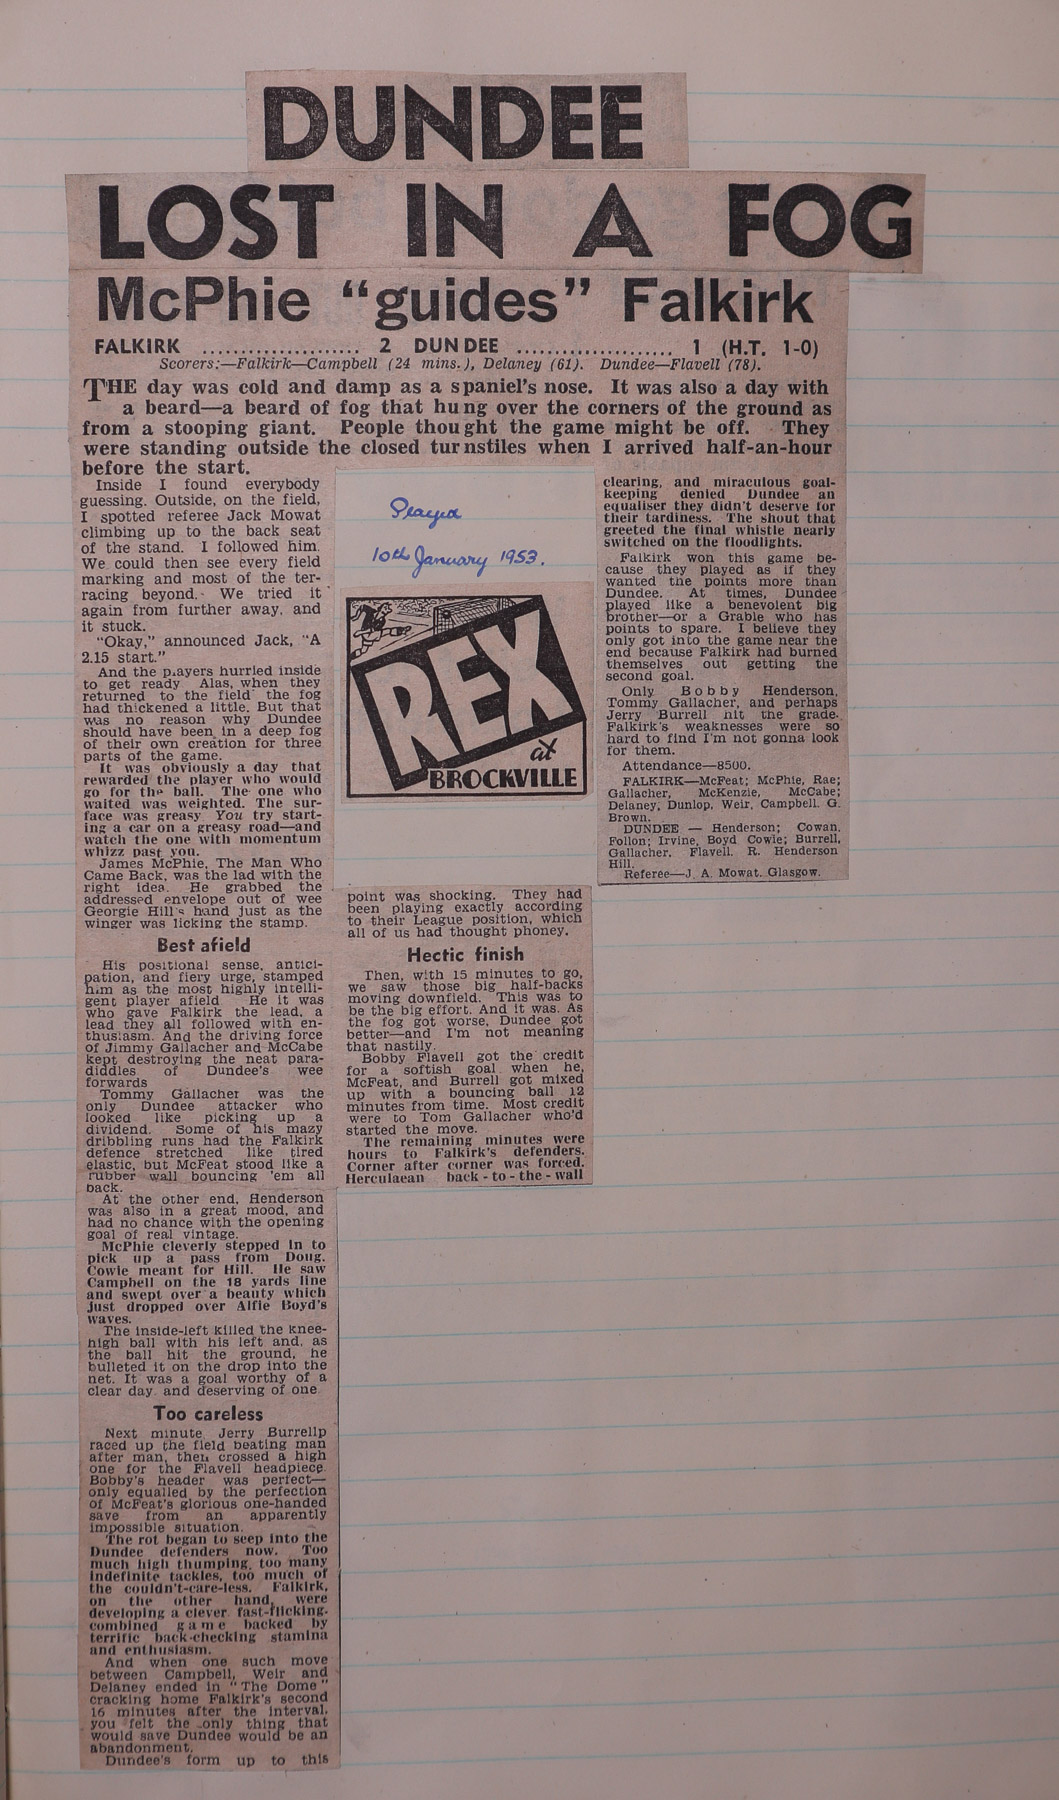 DUNDEE
LOST IN A FOG
McPhie "guides" Falkirk
FALKIRK ..................... 2 DUNDEE ...................... 1 (H.T. 1-0)
Scorers:—Falkirk—Campbell (24 mins.), Delaney (61). Dundee—Flavell (78).
THE day was cold and damp as a spaniel's nose. It was also a day with
a beard—a beard of fog that hung over the corners of the ground as
from a stooping giant. People thought the game might be off. They
were standing outside the closed turnstiles when I arrived half-an-hour
before the start.
Inside I found everybody
guessing. Outside, on the field,
I spotted referee Jack Mowat
climbing up to the back seat
of the stand. I followed him.
We could then see every field
marking and most of the ter-
racing beyond. We tried it
again from further away, and
it stuck.
"Okay," announced Jack, "A
2.15 start."
And the players hurried inside
to get ready Alas, when they
returned to the field the fog
had thickened a little. But that
was no reason why Dundee
should have been in a deep fog
of their own creation for three
parts of the game.
It was obviously a day that
rewarded the player who would
go for the ball. The one who
waited was weighted. The sur-
face was greasy You try start-
ing a car on a greasy road—and
watch the one with momentum
whizz past you.
James McPhie, The Man Who
Came Back, was the lad with the
right idea. He grabbed the
addressed envelope out of wee
Georgie Hill's hand just as the
winger was licking the stamp.
Best afield
His positional sense, antici-
pation, and fiery urge, stamped
him as the most highly intelli-
gent player afield He it was
who gave Falkirk the lead, a
lead they all followed with en-
thusiasm. And the driving force
of Jimmy Gallacher and McCabe
kept destroying the neat para-
diddles of Dundee's wee
forwards
Tommy Gallacher was the
only Dundee attacker who
looked like picking up a
dividend. Some of his mazy
dribbling runs had the Falkirk
defence stretched like tired
elastic, but McFeat stood like a
rubber wall bouncing 'em all
back.
At the other end, Henderson
was also in a great mood, and
had no chance with the opening
goal of real vintage.
McPhie cleverly stepped in to
pick up a pass from Doug.
Cowie meant for Hill. He saw
Campbell on the 18 yards line
and swept over a beauty which
just dropped over Alfie Boyd's
waves.
The inside-left killed the knee-
high ball with his left and, as
the ball hit the ground, he
bulleted it on the drop into the
net. It was a goal worthy of a
clear day and deserving of one
Too careless
Next minute Jerry Burrellp
raced up the field beating man
after man, then crossed a high
one for the Flavell headpiece.
Bobby's header was perfect—
only equalled by the perfection
of McFeat's glorious one-handed
save from an apparently
impossible situation.
The rot began to seep into the
Dundee defenders now. Too
much high thumping, too many
indefinite tackles, too much of
the couldn't-care-less. Falkirk,
on the other hand, were
developing a clever fast-flicking,
combined game backed by
terrific back-checking stamina
and enthusiasm.
And when one such move
between Campbell, Weir and
Delaney ended in "The Dome"
cracking home Falkirk's second
16 minutes after the interval,
you felt the only thing that
would save Dundee would be an
abandonment.
Dundee's form up to this
Played
10th January 1953.
REX
at
BROCKVILLE
point was shocking. They had
been playing exactly according
to their League position, which
all of us had thought phoney.
Hectic finish
Then, with 15 minutes to go,
we saw those big half-backs
moving downfield. This was to
be the big effort. And it was. As
the fog got worse, Dundee got
better—and I'm not meaning
that nastily.
Bobby Flavell got the credit
for a softish goal when he,
McFeat, and Burrell got mixed
up with a bouncing ball 12
minutes from time. Most credit
were to Tom Gallacher who'd
started the move.
The remaining minutes were
hours to Falkirk's defenders.
Corner after corner was forced.
Herculaean back-to-the-wall
clearing, and miraculous goal-
keeping denied Dundee an
equaliser they didn't deserve for
their tardiness. The shout that
greeted the final whistle nearly
switched on the floodlights.
Falkirk won this game be-
cause they played as if they
wanted the points more than
Dundee. At times, Dundee
played like a benevolent big
brother—or a Grable who has
points to spare. I believe they
only got into the game near the
end because Falkirk had burned
themselves out getting the
second goal.
Only Bobby Henderson,
Tommy Gallacher, and perhaps
Jerry Burrell hit the grade.
Falkirk's weaknesses were so
hard to find I'm not gonna look
for them.
Attendance—8500.
FALKIRK—McFeat; McPhie, Rae;
Gallacher, McKenzie, McCabe;
Delaney, Dunlop, Weir, Campbell, G.
Brown.
DUNDEE — Henderson; Cowan,
Follon; Irvine, Boyd Cowie; Burrell,
Gallacher, Flavell, R. Henderson
Hill.
Referee—J. A. Mowat, Glasgow.